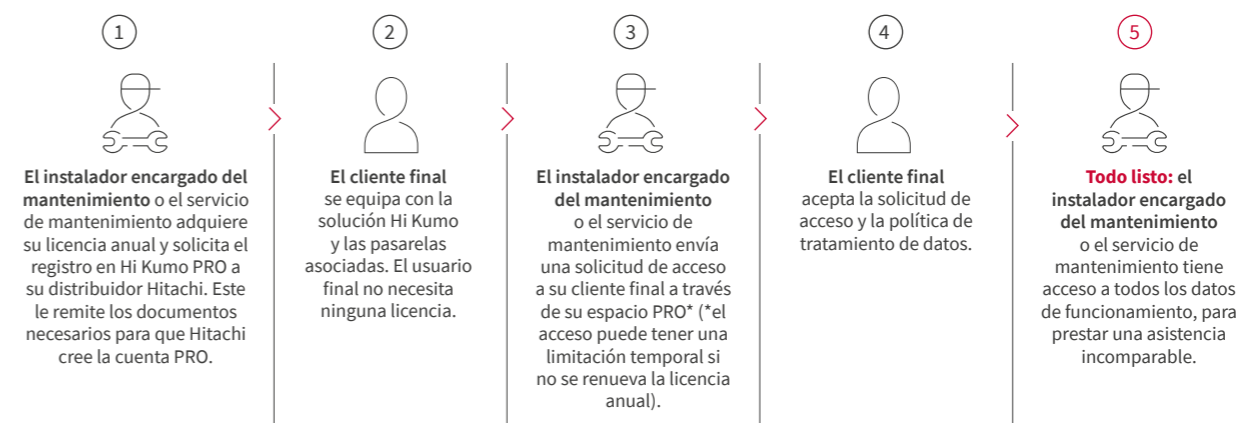 1
El instalador encargado del
mantenimiento o el servicio
de mantenimiento adquiere
su licencia anual y solicita el
registro en Hi Kumo PRO a
su distribuidor Hitachi. Este
le remite los documentos
necesarios para que Hitachi
cree la cuenta PRO.
2
El cliente final
se equipa con la
solución Hi Kumo
y las pasarelas
asociadas. El usuario
final no necesita
ninguna licencia.
3
El instalador encargado
del mantenimiento
o el servicio de
mantenimiento envía
una solicitud de acceso
a su cliente final a través
de su espacio PRO* (*el
acceso puede tener una
limitación temporal si
no se renueva la licencia
anual).
4
El cliente final
acepta la solicitud de
acceso y la política de
tratamiento de datos.
5
Todo listo: el
instalador encargado
del mantenimiento
o el servicio de
mantenimiento tiene
acceso a todos los datos
de funcionamiento, para
prestar una asistencia
incomparable.